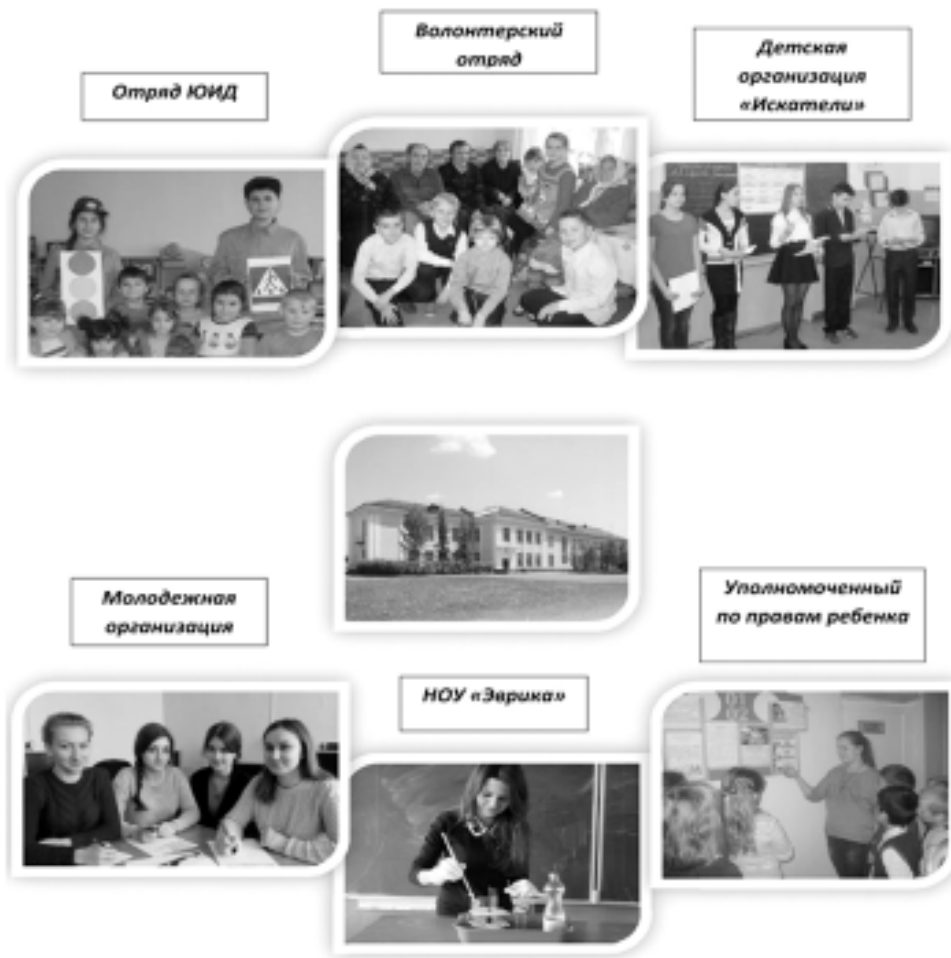 Волонтерский
отряд
Детская
организация
«Искатели»
Отряд ЮИД
Молодежная
организация
Уполномоченный
по правам ребенка
НОУ «Эврика»